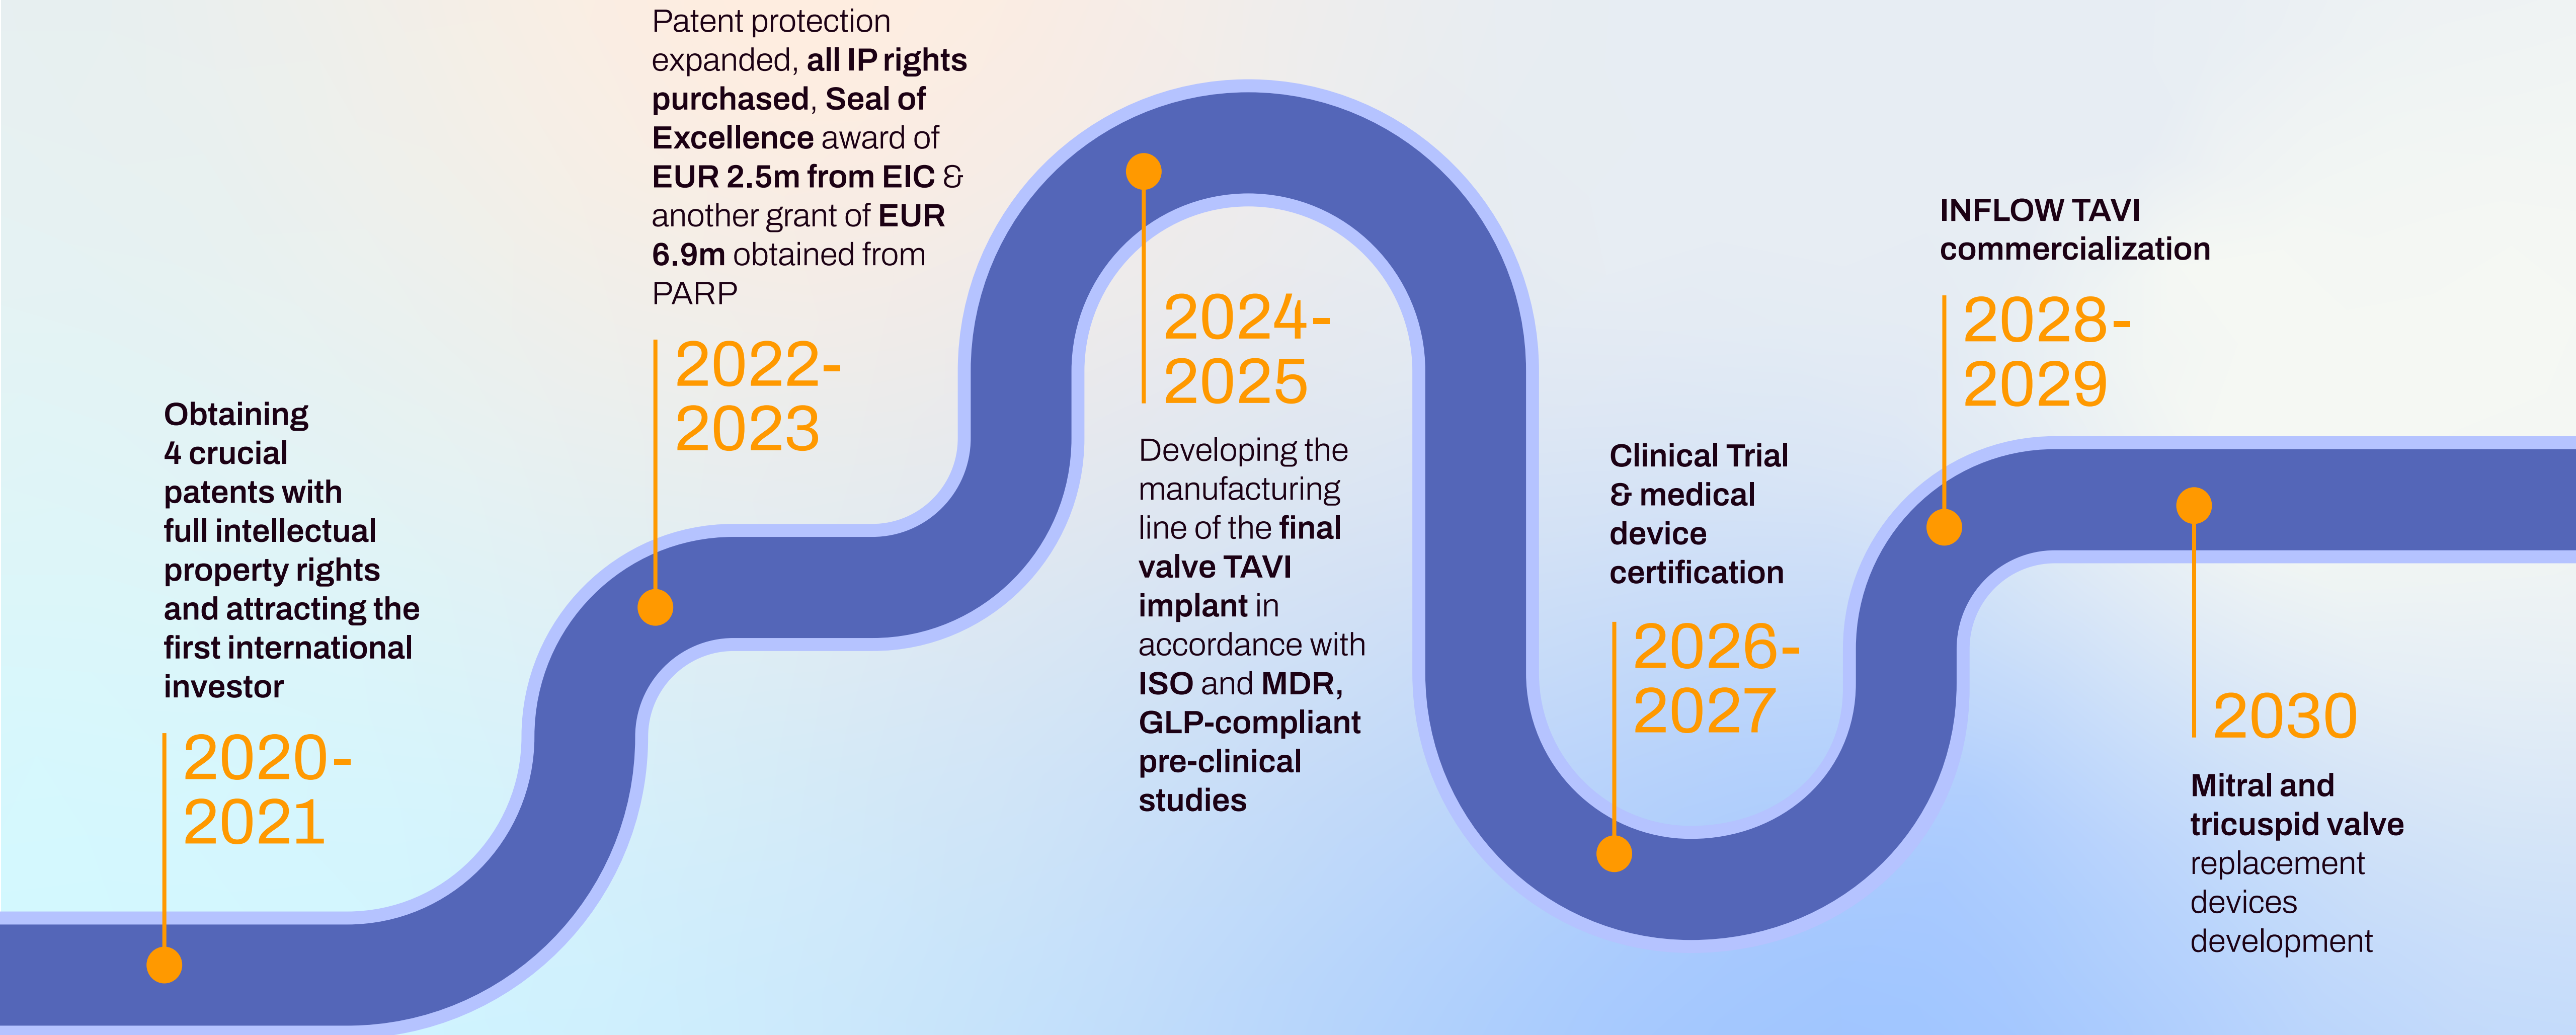 Obtaining
4 crucial
patents with
full intellectual
property rights
and attracting the
first international
investor
2020-
2021
Patent protection
expanded, all IP rights
purchased, Seal of
Excellence award of
EUR 2.5m from EIC &
another grant of EUR
6.9m obtained from
PARP
2022-
2023
2024-
2025
Developing the
manufacturing
line of the final
valve TAVI
implant in
accordance with
ISO and MDR,
GLP-compliant
pre-clinical
studies
Clinical Trial
& medical
device
certification
2026-
2027
INFLOW TAVI
commercialization
2028-
2029
2030
Mitral and
tricuspid valve
replacement
devices
development